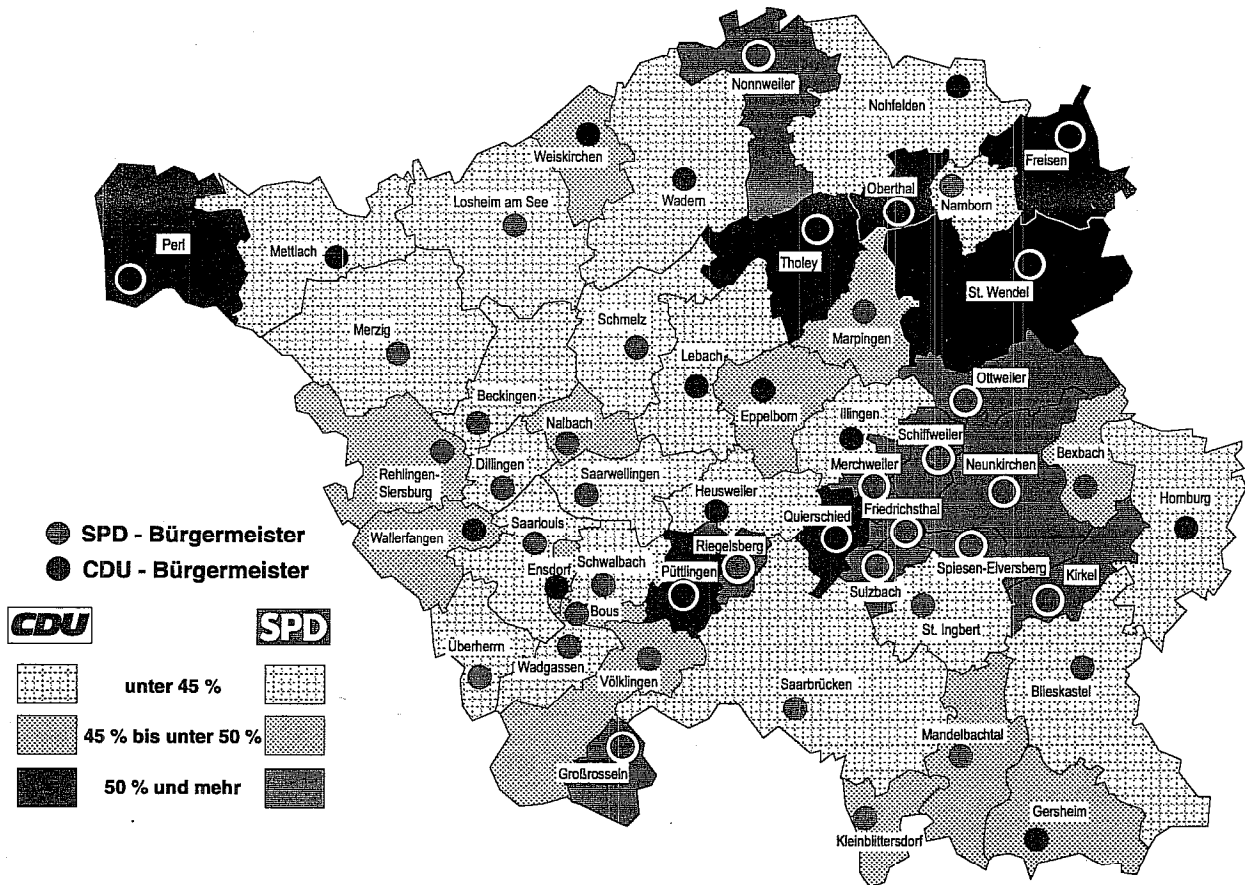 Nonnweiler
Nohfelden
Weiskirchen
Freisen
Oberthal
Losheim am See
Wadern
Namborn
Perl
Mettlach
Tholey
St. Wendel
Merzig
Schmelz
Marpingen
Lebach
Ottweiler
Beckingen
Eppelborn
Illingen
Nalbach
Schiffweiler
Bexbach
Merchweiler
Neunkirchen
Rehlingen-
Siersburg
Dillingen
Saarwellingen
Heusweiler
Homburg
Quierschied
Friedrichsthal
Saarlouis
Wallerfangen
Riegelsberg
Schwalbach
Ensdorf
Püttlingen
Spiesen-Elversberg
Kirkel
Sulzbach
Bous
St. Ingbert
Überherrn
Wadgassen
Völklingen
Saarbrücken
Blieskastel
Mandelbachtal
Großrosseln
Gersheim
Kleinblittersdorf
SPD - Bürgermeister
CDU - Bürgermeister
CDU SPD
unter 45 %
45 % bis unter 50 %
50 % und mehr